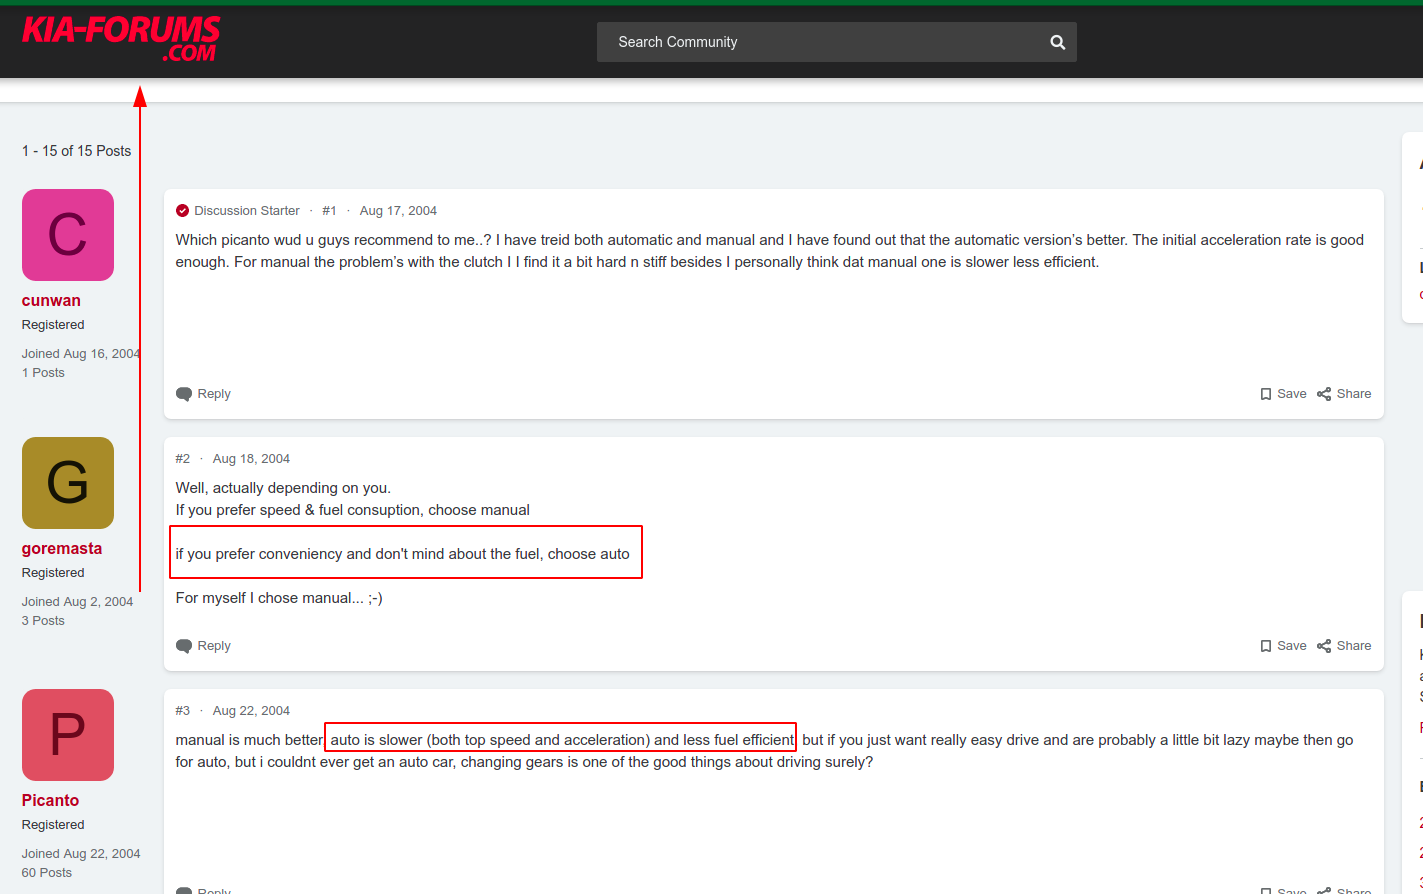 KIA-FORUMS
.COM
Search Community
1 - 15 of 15 Posts
C
cunwan
Registered
Joined Aug 16, 2004
1 Posts
Discussion Starter · #1 · Aug 17, 2004
Which picanto wud u guys recommend to me..? I have treid both automatic and manual and I have found out that the automatic version's better. The initial acceleration rate is good
enough. For manual the problem's with the clutch I I find it a bit hard n stiff besides I personally think dat manual one is slower less efficient.
Reply
Save
Share
G
goremasta
Registered
Joined Aug 2, 2004
3 Posts
#2 · Aug 18, 2004
Well, actually depending on you.
If you prefer speed & fuel consuption, choose manual
if you prefer conveniency and don't mind about the fuel, choose auto
For myself I chose manual... ;-)
Reply
Save
Share
P
Picanto
Registered
Joined Aug 22, 2004
60 Posts
#3 · Aug 22, 2004
manual is much better auto is slower (both top speed and acceleration) and less fuel efficient but if you just want really easy drive and are probably a little bit lazy maybe then go
for auto, but i couldnt ever get an auto car, changing gears is one of the good things about driving surely?
Reply
Save
Share